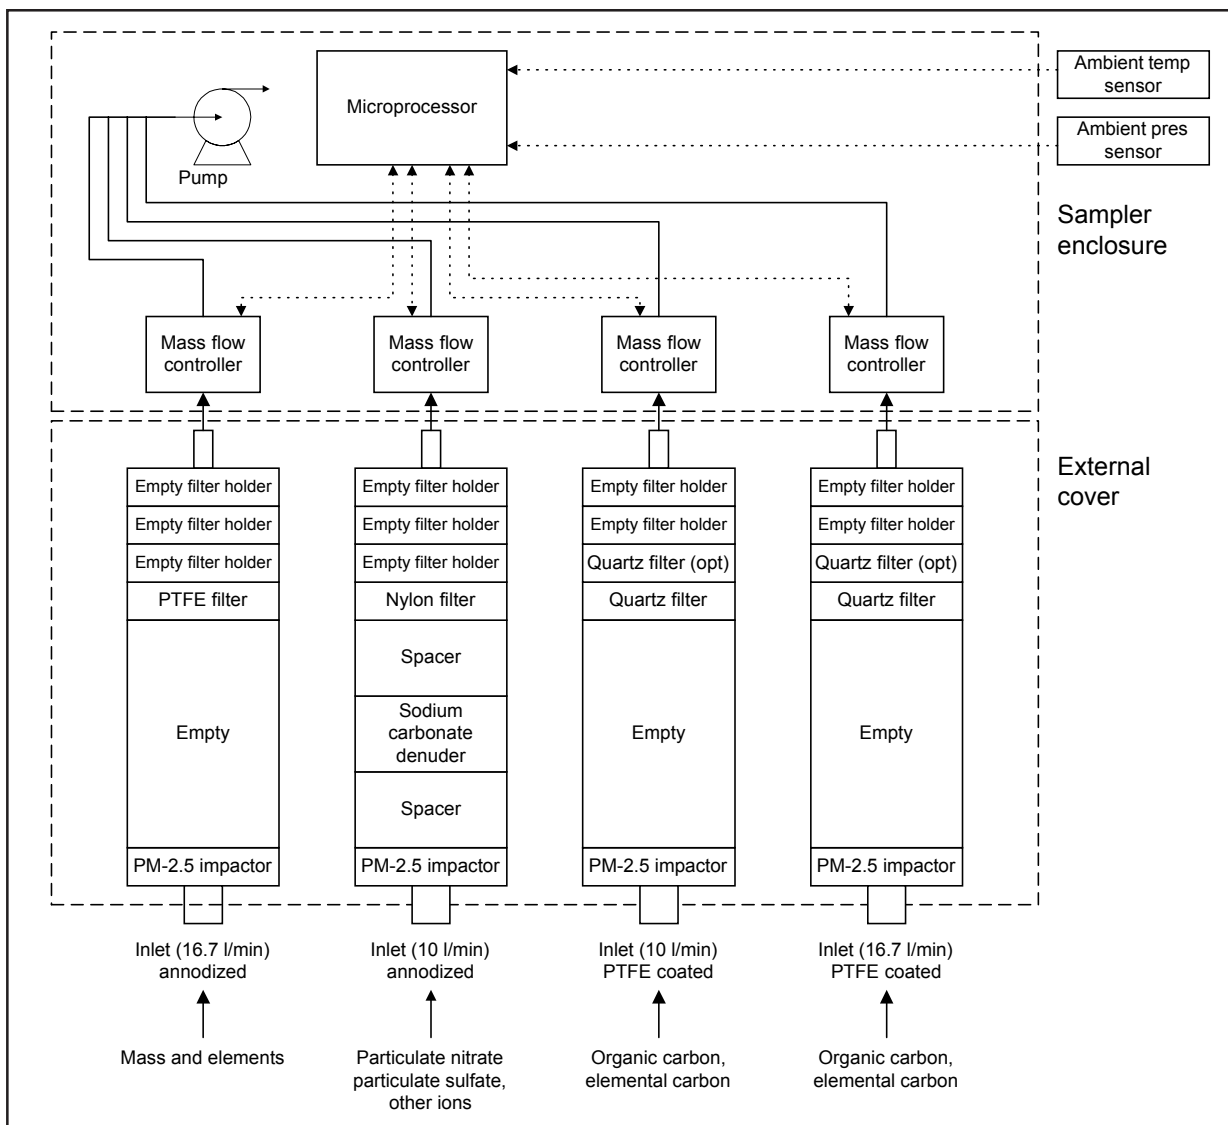 Ambient temp
sensor
Microprocessor
Ambient pres
sensor
Pump
Sampler
enclosure
Mass flow
controller
Mass flow
controller
Mass flow
controller
Mass flow
controller
External
cover
Empty filter holder
Empty filter holder
Empty filter holder
PTFE filter
Empty
PM-2.5 impactor
Inlet (16.7 l/min)
annodized
Mass and elements
Empty filter holder
Empty filter holder
Empty filter holder
Nylon filter
Spacer
Sodium
carbonate
denuder
Spacer
PM-2.5 impactor
Inlet (10 l/min)
annodized
Particulate nitrate
particulate sulfate,
other ions
Empty filter holder
Empty filter holder
Quartz filter (opt)
Quartz filter
Empty
PM-2.5 impactor
Inlet (10 l/min)
PTFE coated
Organic carbon,
elemental carbon
Empty filter holder
Empty filter holder
Quartz filter (opt)
Quartz filter
Empty
PM-2.5 impactor
Inlet (16.7 l/min)
PTFE coated
Organic carbon,
elemental carbon